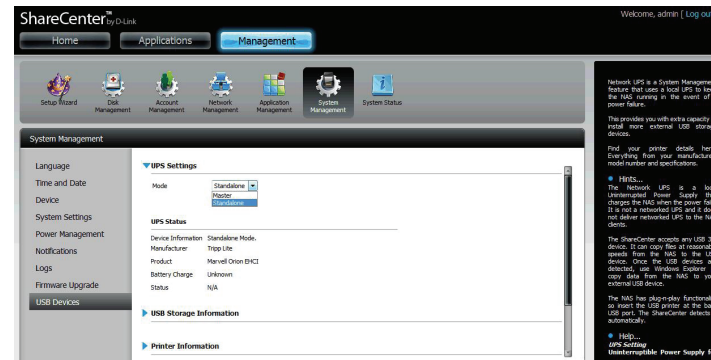 ShareCenter™ by D-Link
Welcome, admin [ Log out
Home
Applications
Management
Setup Wizard
Disk Management
Account Management
Network Management
Application Management
System Management
System Status
System Management
Language
Time and Date
Device
System Settings
Power Management
Notifications
Logs
Firmware Upgrade
USB Devices
UPS Settings
Mode
Standalone
Master
Standalone
UPS Status
Device Information Standalone Mode.
Manufacturer Tripp Lite
Product Marvell Orion EHCI
Battery Charge Unknown
Status N/A
USB Storage Information
Printer Information
Network UPS is a System Manageme
feature that uses a local UPS to kee
the NAS running in the event of
power failure.
This provides you with extra capacity
install more external USB storag
devices.
Find your printer details her
Everything from your manufacture
model number and specifications.
Hints...
The Network UPS is a loc
Uninterrupted Power Supply th
charges the NAS when the power fai
It is not a networked UPS and it doe
not deliver networked UPS to the NA
clients.
The ShareCenter accepts any USB 3
device. It can copy files at reasonab
speeds from the NAS to the US
device. Once the USB devices a
detected, use Windows Explorer
copy data from the NAS to yo
external USB device.
The NAS has plug-n-play functionali
so insert the USB printer at the ba
USB port. The ShareCenter detects
automatically.
Help...
UPS Setting
Uninterruptible Power Supply f